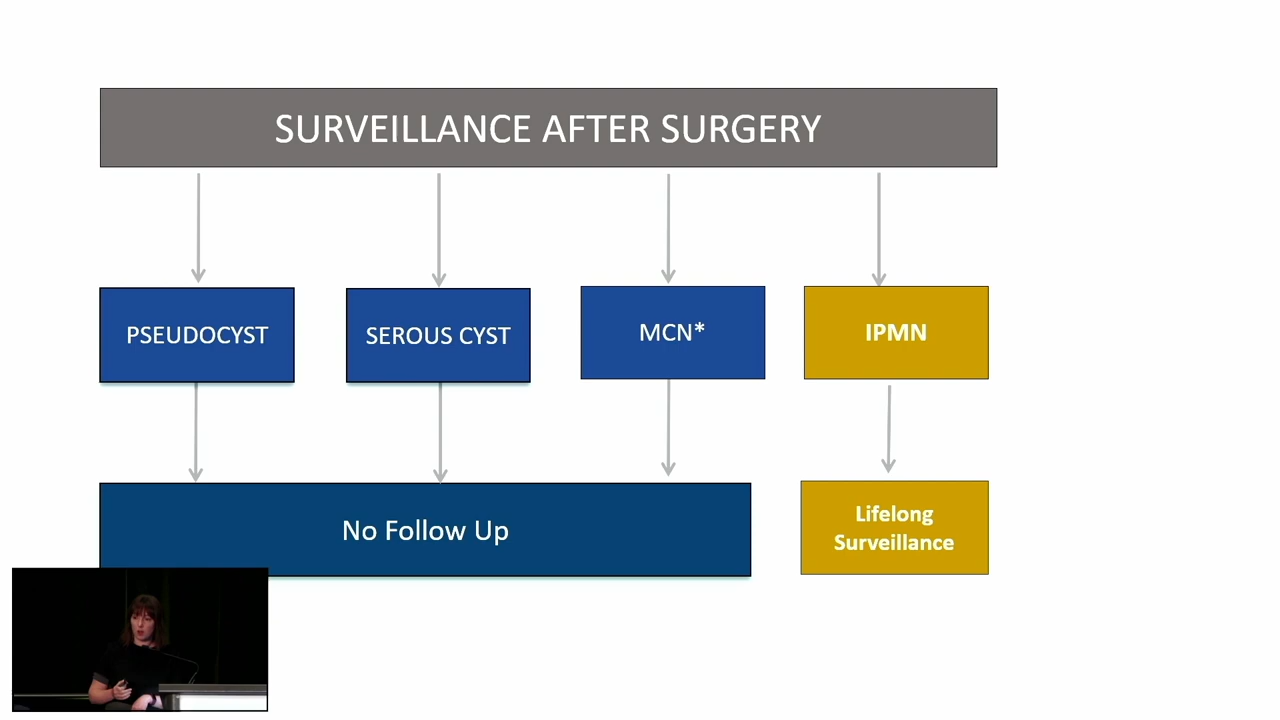 SURVEILLANCE AFTER SURGERY
PSEUDOCYST
SEROUS CYST
MCN*
IPMN
No Follow Up
Lifelong
Surveillance